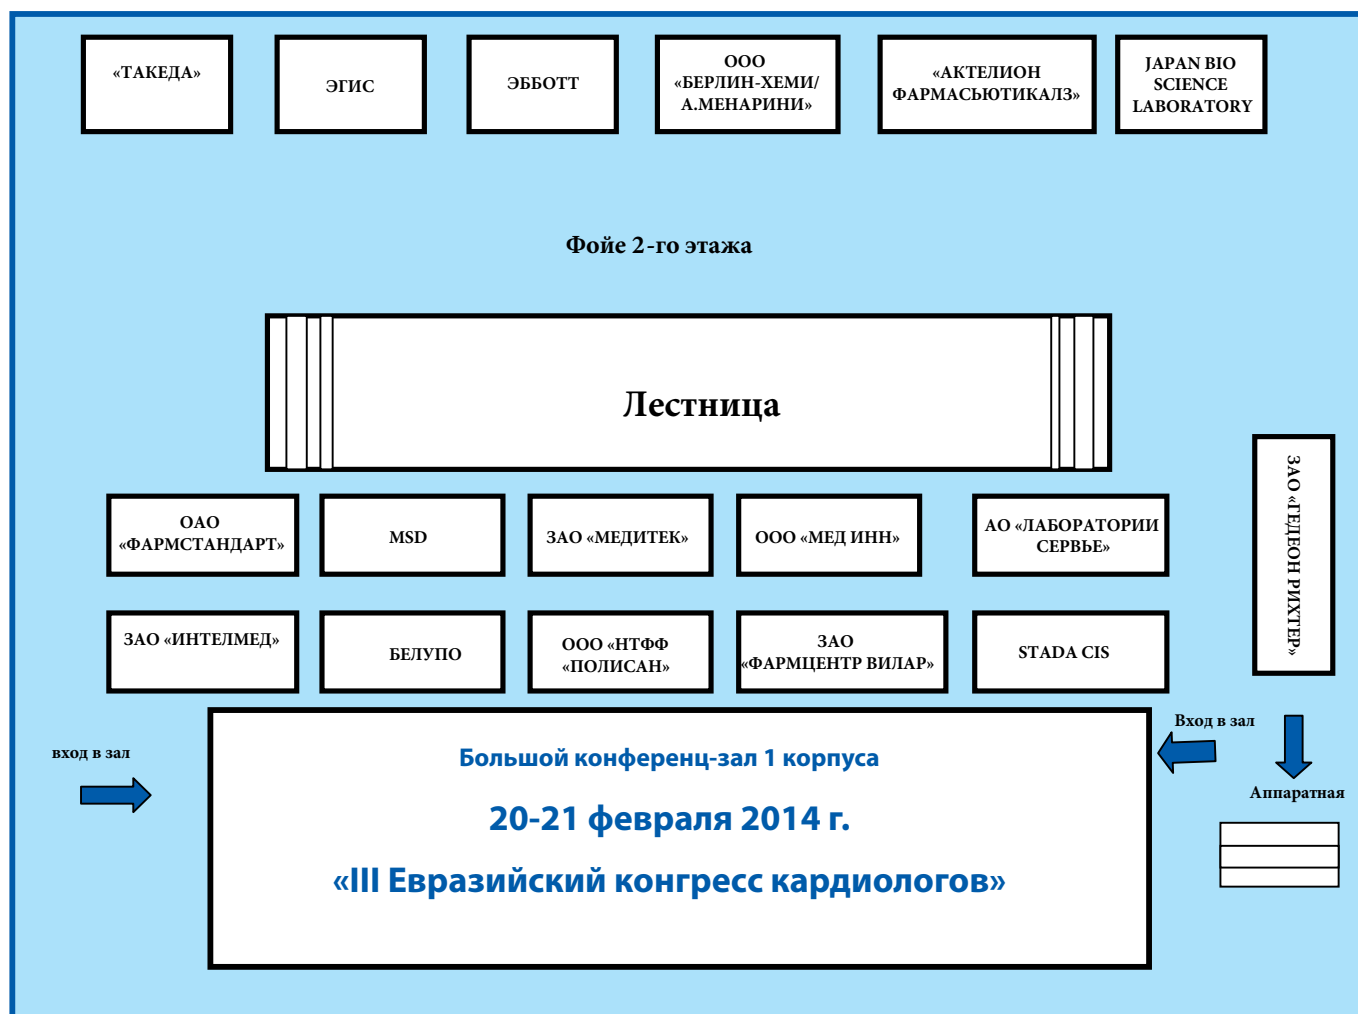 «ТАКЕДА»
ЭГИС
ЭББОТТ
ООО
«БЕРЛИН-ХЕМИ/
А.МЕНАРИНИ»
«АКТЕЛИОН
ФАРМАСЬЮТИКАЛЗ»
JAPAN BIO
SCIENCE
LABORATORY
Фойе 2-го этажа
Лестница
ЗАО «ГЕДЕОН РИХТЕР»
ОАО
«ФАРМСТАНДАРТ»
MSD
ЗАО «МЕДИТЕК»
ООО «МЕД ИНН»
АО «ЛАБОРАТОРИИ
СЕРВЬЕ»
ЗАО «ИНТЕЛМЕД»
БЕЛУПО
ООО «НТФФ
«ПОЛИСАН»
ЗАО
«ФАРМЦЕНТР ВИЛАР»
STADA CIS
вход в зал
Вход в зал
Аппаратная
Большой конференц-зал 1 корпуса
20-21 февраля 2014 г.
«III Евразийский конгресс кардиологов»